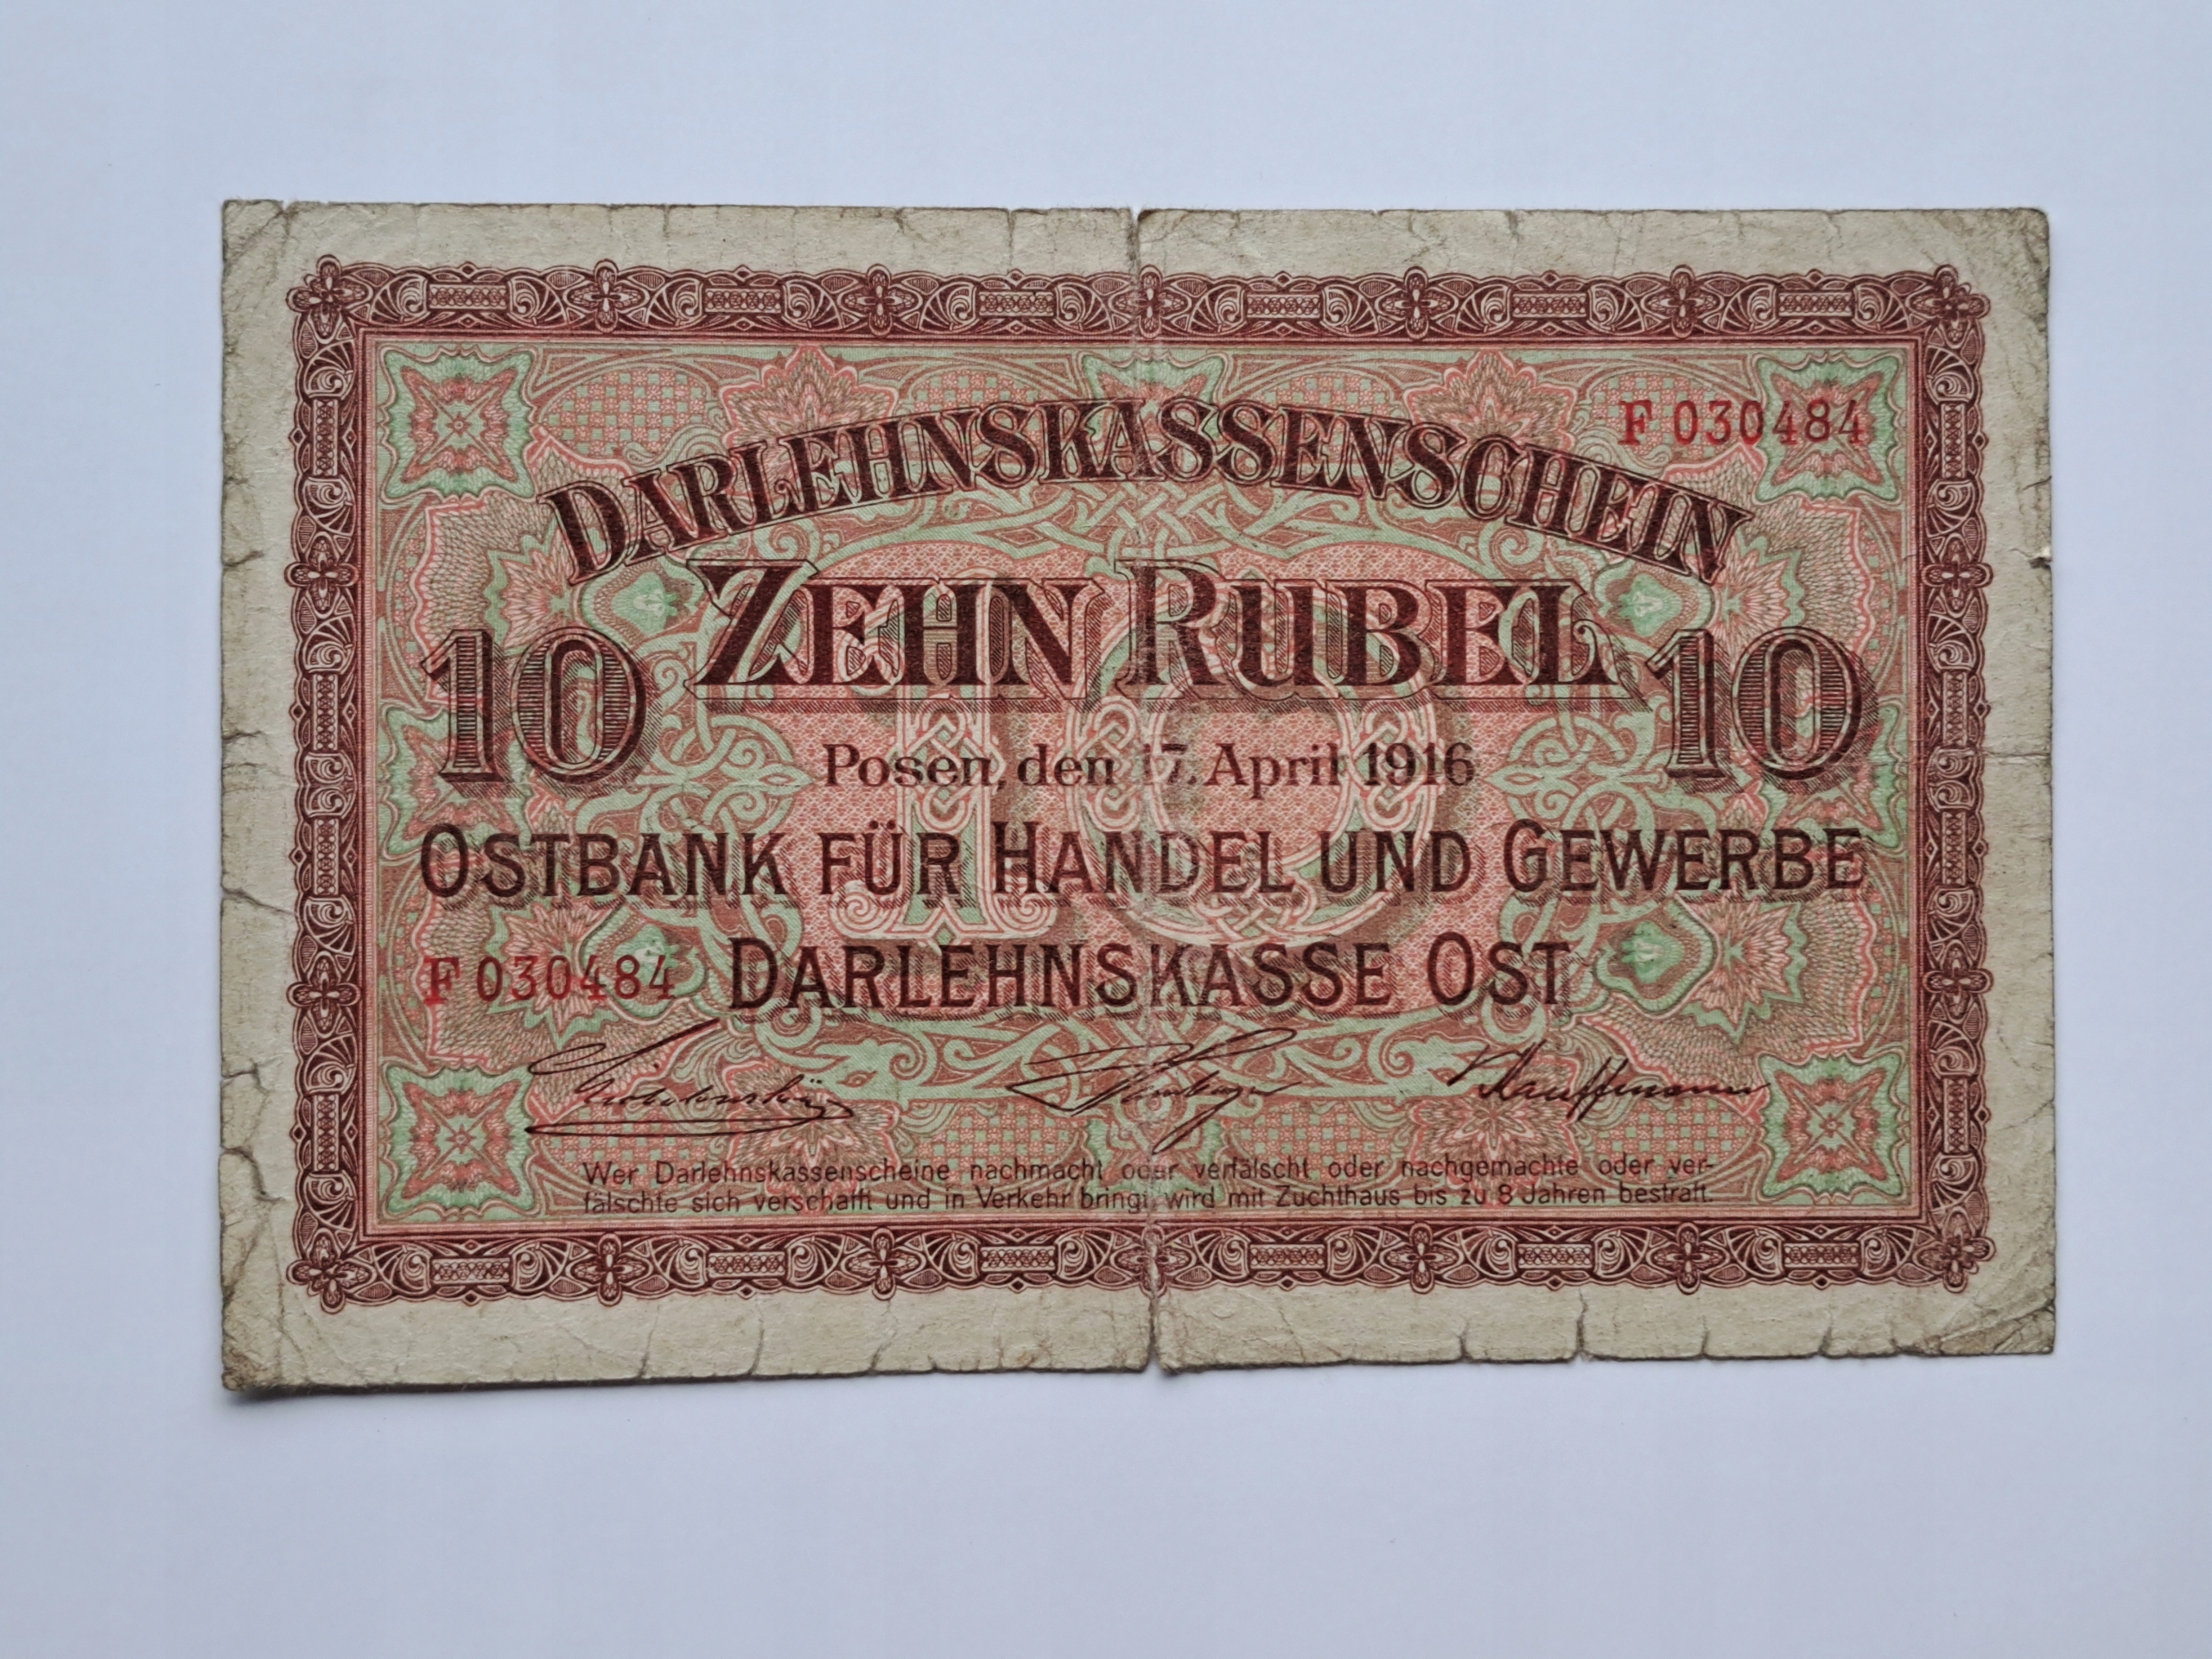 F 030484
DARLEHNSKASSENSCHEIN
ZEHN RUBEL
10 10
10
Posen, den 17. April 1916
OSTBANK FÜR HANDEL UND GEWERBE
F 030484 DARLEHNSKASSE OST
Kauffmann
Wer Darlehnskassenscheine nachmacht oder verfälscht oder nachgemachte oder ver-
fälschte sich verschafft und in Verkehr bringt, wird mit Zuchthaus bis zu 8 Jahren bestraft.